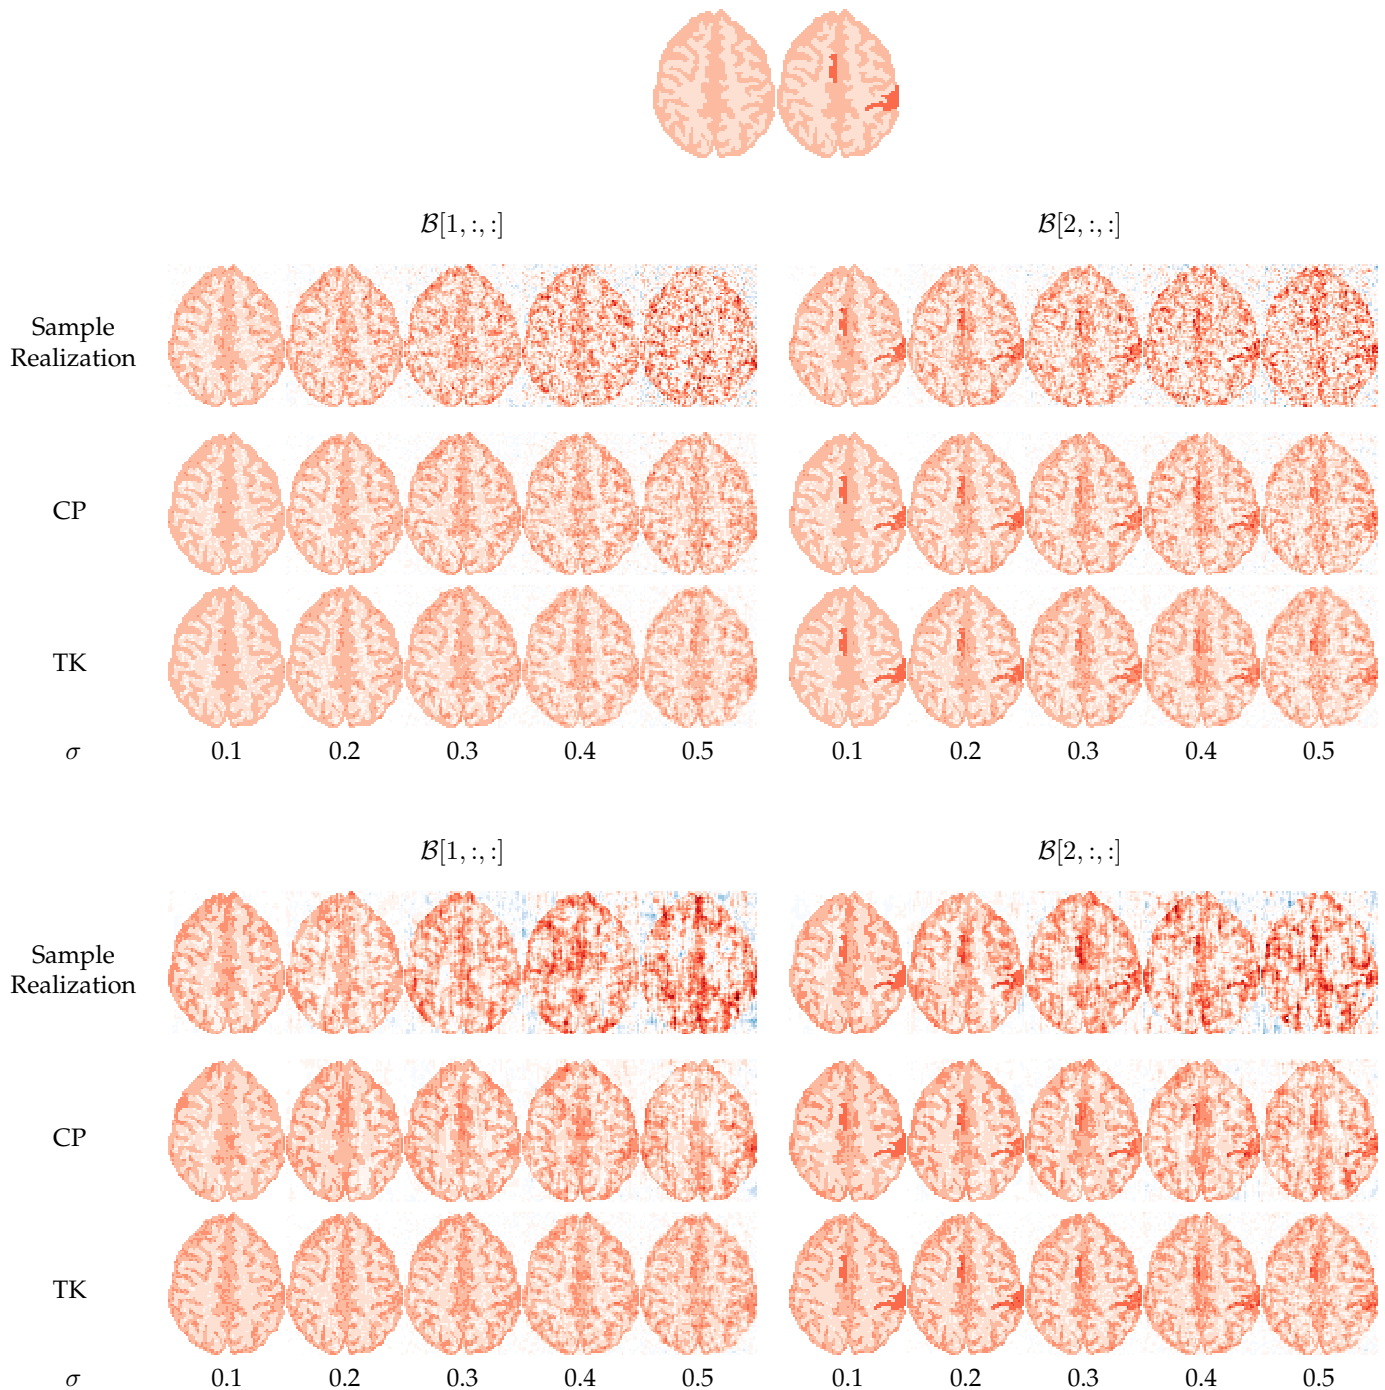 ℬ[1, :, :] ℬ[2, :, :]
Sample
Realization
CP
TK
σ 0.1 0.2 0.3 0.4 0.5 0.1 0.2 0.3 0.4 0.5
ℬ[1, :, :] ℬ[2, :, :]
Sample
Realization
CP
TK
σ 0.1 0.2 0.3 0.4 0.5 0.1 0.2 0.3 0.4 0.5